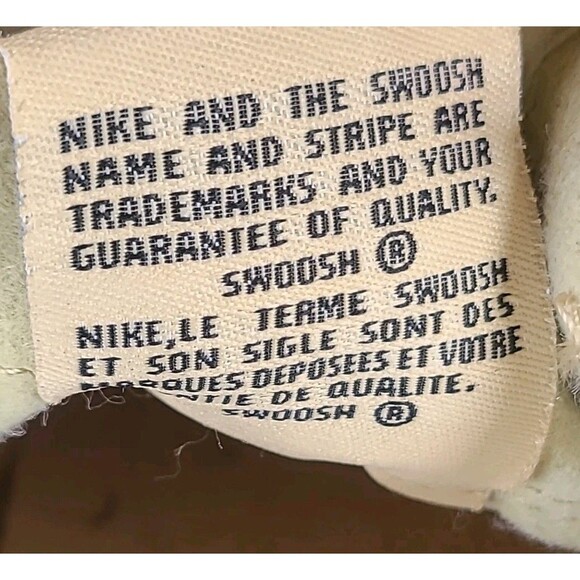 NIKE AND THE SWOOSH
NAME AND STRIPE ARE
TRADEMARKS AND YOUR
GUARANTEE OF QUALITY.
SWOOSH ®
NIKE,LE TERME SWOOSH
ET SON SIGLE SONT DES
MARQUES DEPOSEES ET VOTRE
DE QUALITE.
SWOOSH ®